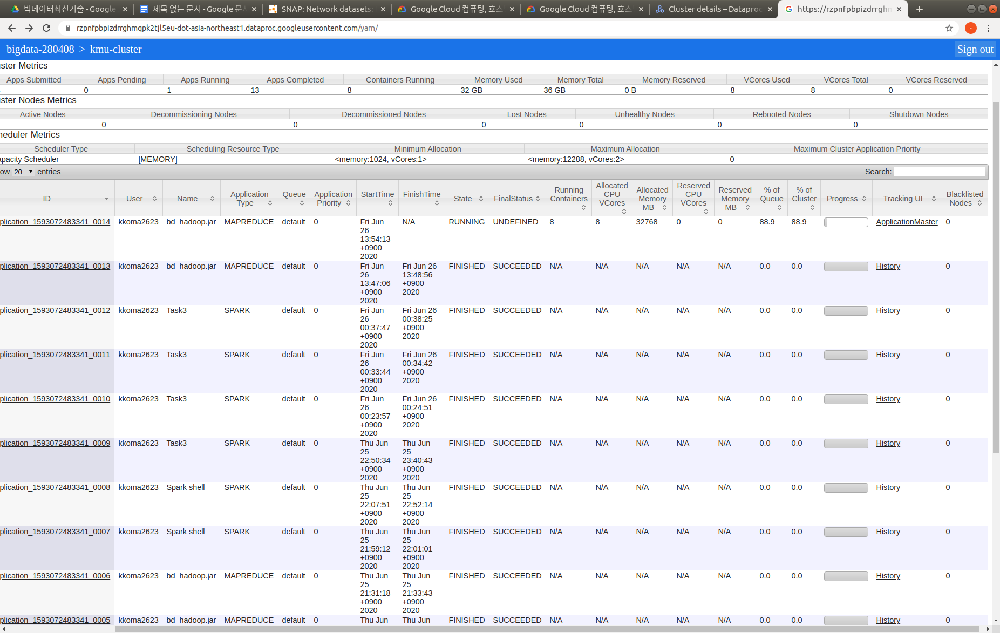 빅데이터최신기술 - Google
제목 없는 문서 - Google 문서
SNAP: Network datasets:
Google Cloud 컴퓨팅, 호스
Google Cloud 컴퓨팅, 호스
Cluster details – Dataproc
https://rzpnfpbpizdrrghm
rzpnfpbpizdrrghmqpk2tjl5eu-dot-asia-northeast1.dataproc.googleusercontent.com/yarn/
bigdata-280408 > kmu-cluster Sign out
ster Metrics
Apps Submitted Apps Pending Apps Running Apps Completed Containers Running Memory Used Memory Total Memory Reserved VCores Used VCores Total VCores Reserved
0 1 13 8 32 GB 36 GB 0 B 8 8 0
ster Nodes Metrics
Active Nodes Decommissioning Nodes Decommissioned Nodes Lost Nodes Unhealthy Nodes Rebooted Nodes Shutdown Nodes
0 0 0 0 0 0
heduler Metrics
Scheduler Type Scheduling Resource Type Minimum Allocation Maximum Allocation Maximum Cluster Application Priority
apacity Scheduler [MEMORY] <memory:1024, vCores:1> <memory:12288, vCores:2> 0
ow 20 entries Search:
ID User Name Application Type Queue Application Priority StartTime FinishTime State FinalStatus Running Containers Allocated CPU VCores Allocated Memory MB Reserved CPU VCores Reserved Memory MB % of Queue % of Cluster Progress Tracking UI Blacklisted Nodes
plication_1593072483341_0014 kkoma2623 bd_hadoop.jar MAPREDUCE default 0 Fri Jun 26 13:54:13 +0900 2020 N/A RUNNING UNDEFINED 8 8 32768 0 0 88.9 88.9 ApplicationMaster 0
plication_1593072483341_0013 kkoma2623 bd_hadoop.jar MAPREDUCE default 0 Fri Jun 26 13:47:06 +0900 2020 Fri Jun 26 13:48:56 +0900 2020 FINISHED SUCCEEDED N/A N/A N/A N/A N/A 0.0 0.0 History 0
plication_1593072483341_0012 kkoma2623 Task3 SPARK default 0 Fri Jun 26 00:37:47 +0900 2020 Fri Jun 26 00:38:25 +0900 2020 FINISHED SUCCEEDED N/A N/A N/A N/A N/A 0.0 0.0 History 0
plication_1593072483341_0011 kkoma2623 Task3 SPARK default 0 Fri Jun 26 00:33:44 +0900 2020 Fri Jun 26 00:34:42 +0900 2020 FINISHED SUCCEEDED N/A N/A N/A N/A N/A 0.0 0.0 History 0
plication_1593072483341_0010 kkoma2623 Task3 SPARK default 0 Fri Jun 26 00:23:57 +0900 2020 Fri Jun 26 00:24:51 +0900 2020 FINISHED SUCCEEDED N/A N/A N/A N/A N/A 0.0 0.0 History 0
plication_1593072483341_0009 kkoma2623 Task3 SPARK default 0 Thu Jun 25 22:50:34 +0900 2020 Thu Jun 25 23:40:43 +0900 2020 FINISHED SUCCEEDED N/A N/A N/A N/A N/A 0.0 0.0 History 0
plication_1593072483341_0008 kkoma2623 Spark shell SPARK default 0 Thu Jun 25 22:07:51 +0900 2020 Thu Jun 25 22:52:14 +0900 2020 FINISHED SUCCEEDED N/A N/A N/A N/A N/A 0.0 0.0 History 0
plication_1593072483341_0007 kkoma2623 Spark shell SPARK default 0 Thu Jun 25 21:59:12 +0900 2020 Thu Jun 25 22:01:01 +0900 2020 FINISHED SUCCEEDED N/A N/A N/A N/A N/A 0.0 0.0 History 0
plication_1593072483341_0006 kkoma2623 bd_hadoop.jar MAPREDUCE default 0 Thu Jun 25 21:31:18 +0900 2020 Thu Jun 25 21:33:43 +0900 2020 FINISHED SUCCEEDED N/A N/A N/A N/A N/A 0.0 0.0 History 0
plication_1593072483341_0005 kkoma2623 bd_hadoop.jar MAPREDUCE default 0 Thu Jun Thu Jun FINISHED SUCCEEDED N/A N/A N/A N/A N/A 0.0 0.0 History 0